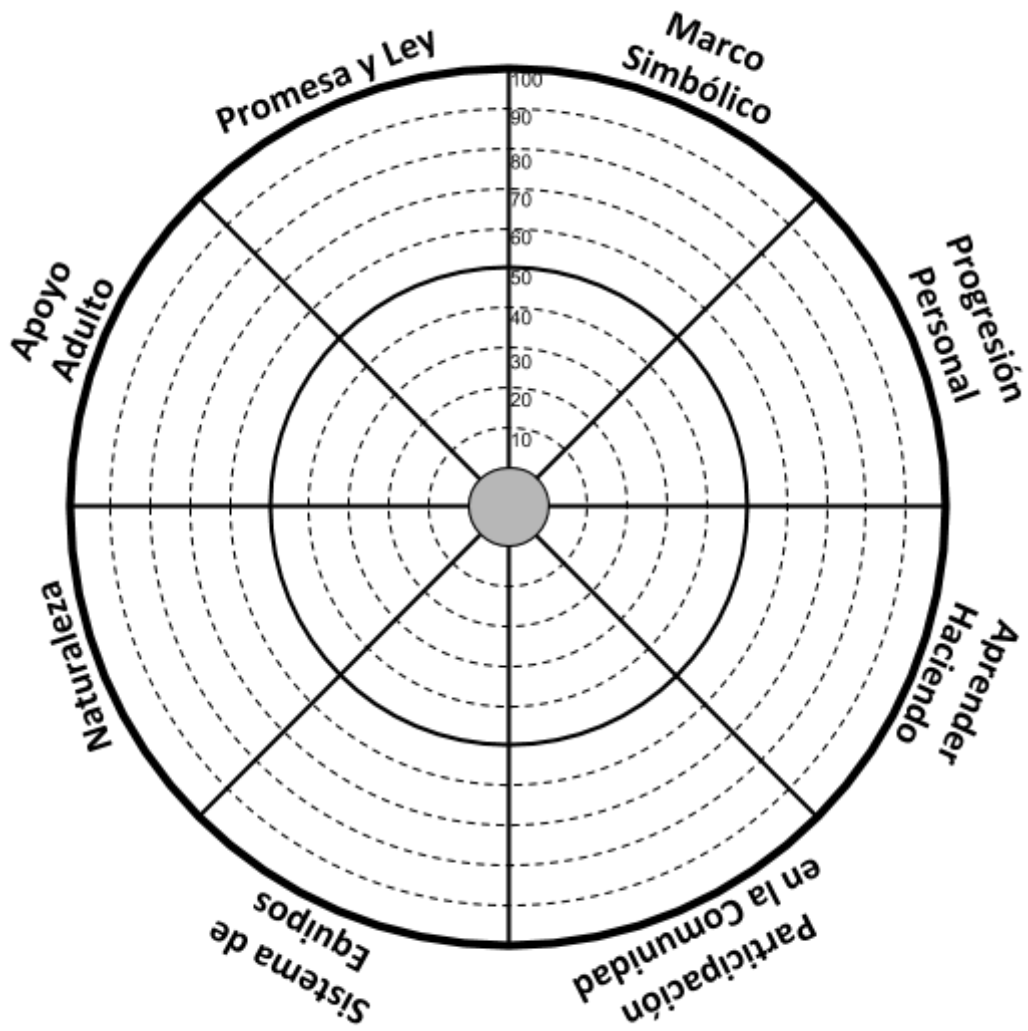 Promesa y Ley
Marco
Simbólico
Progresión
Personal
Aprender
Haciendo
Participación
en la Comunidad
Sistema de
Equipos
Naturaleza
Apoyo
Adulto
100
90
80
70
60
50
40
30
20
10